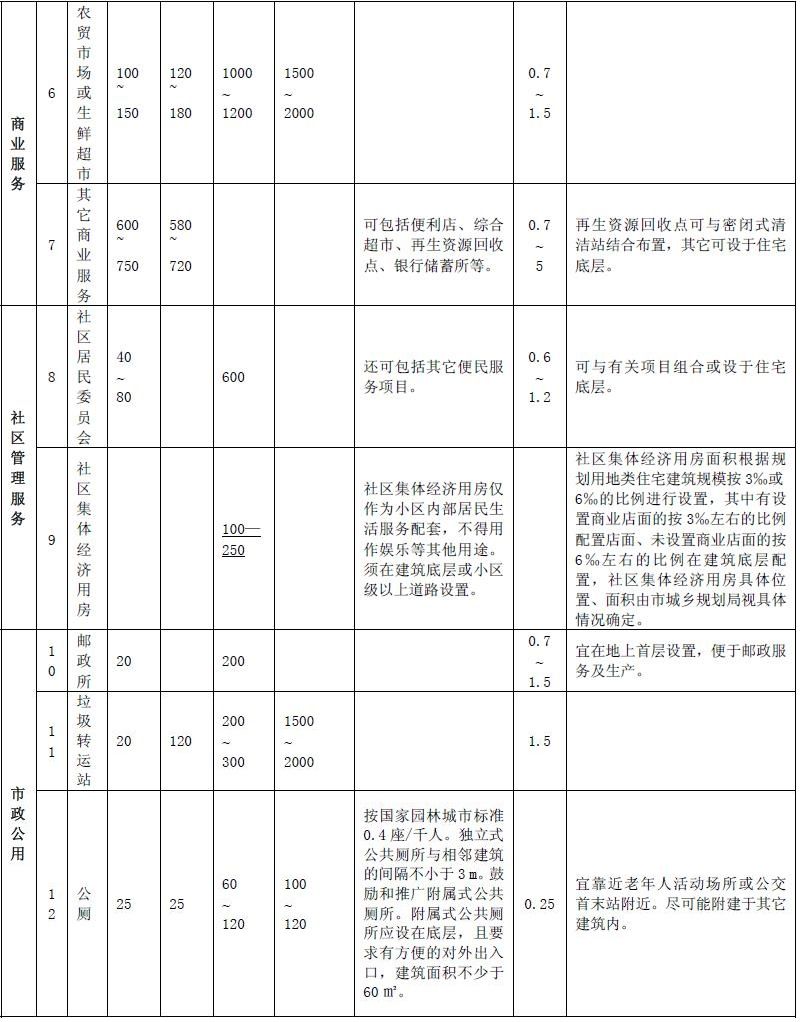 商业服务
6
农贸市场或生鲜超市
100
~
150
120
~
180
1000
~
1200
1500
~
2000
0.7
~
1.5
7
其它商业服务
600
~
750
580
~
720
可包括便利店、综合
超市、再生资源回收
点、银行储蓄所等。
0.7
~
5
再生资源回收点可与密闭式清
洁站结合布置，其它可设于住宅
底层。
社区管理服务
8
社区居民委员会
40
~
80
600
还可包括其它便民服
务项目。
0.6
~
1.2
可与有关项目组合或设于住宅
底层。
9
社区集体经济用房
100—
250
社区集体经济用房仅
作为小区内部居民生
活服务配套，不得用
作娱乐等其他用途。
须在建筑底层或小区
级以上道路设置。
社区集体经济用房面积根据规
划用地类住宅建筑规模按 3‰或
6‰的比例进行设置，其中有设
置商业店面的按 3‰左右的比例
配置店面、未设置商业店面的按
6‰左右的比例在建筑底层配
置，社区集体经济用房具体位
置、面积由市城乡规划局视具体
情况确定。
市政公用
10
邮政所
20
200
0.7
~
1.5
宜在地上首层设置，便于邮政服
务及生产。
11
垃圾转运站
20
120
200
~
300
1500
~
2000
1.5
12
公厕
25
25
60
~
120
100
~
120
按国家园林城市标准
0.4 座/千人。独立式
公共厕所与相邻建筑
的间隔不小于 3 m。鼓
励和推广附属式公共
厕所。附属式公共厕
所应设在底层，且要
求有方便的对外出入
口，建筑面积不少于
60 ㎡。
0.25
宜靠近老年人活动场所或公交
首末站附近。尽可能附建于其它
建筑内。